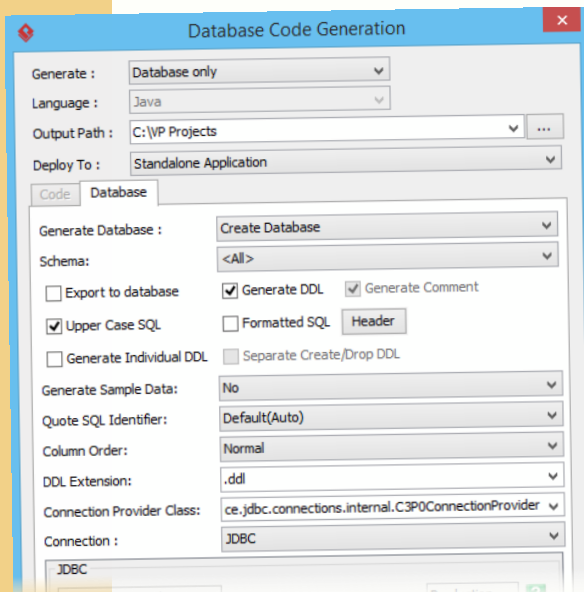 Database Code Generation
Generate : Database only
Language : Java
Output Path : C:\VP Projects ...
Deploy To : Standalone Application
Code Database
Generate Database : Create Database
Schema: <All>
Export to database Generate DDL Generate Comment
Upper Case SQL Formatted SQL Header
Generate Individual DDL Separate Create/Drop DDL
Generate Sample Data: No
Quote SQL Identifier: Default(Auto)
Column Order: Normal
DDL Extension: .ddl
Connection Provider Class: ce.jdbc.connections.internal.C3P0ConnectionProvider
Connection : JDBC
JDBC